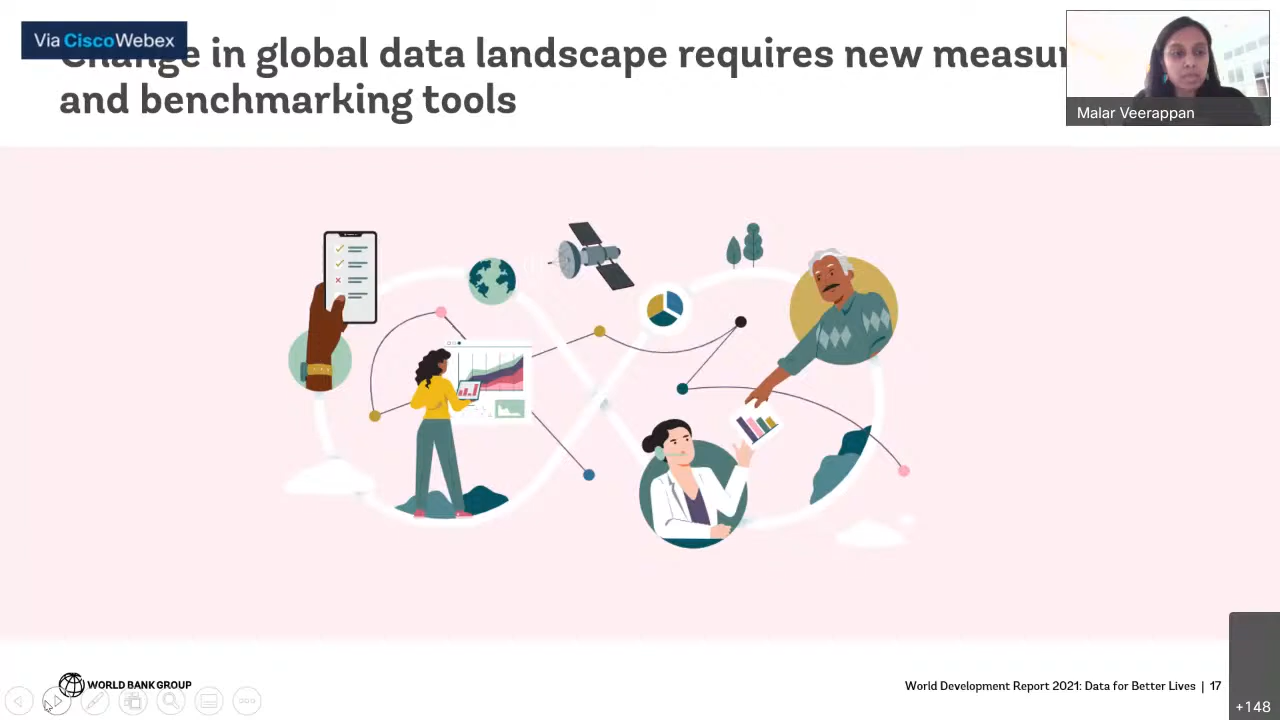 Via CiscoWebex
in global data landscape requires new
and benchmarking tools
Malar Veerappan
WORLD BANK GROUP
World Development Report 2021: Data for Better Lives | 17
+148